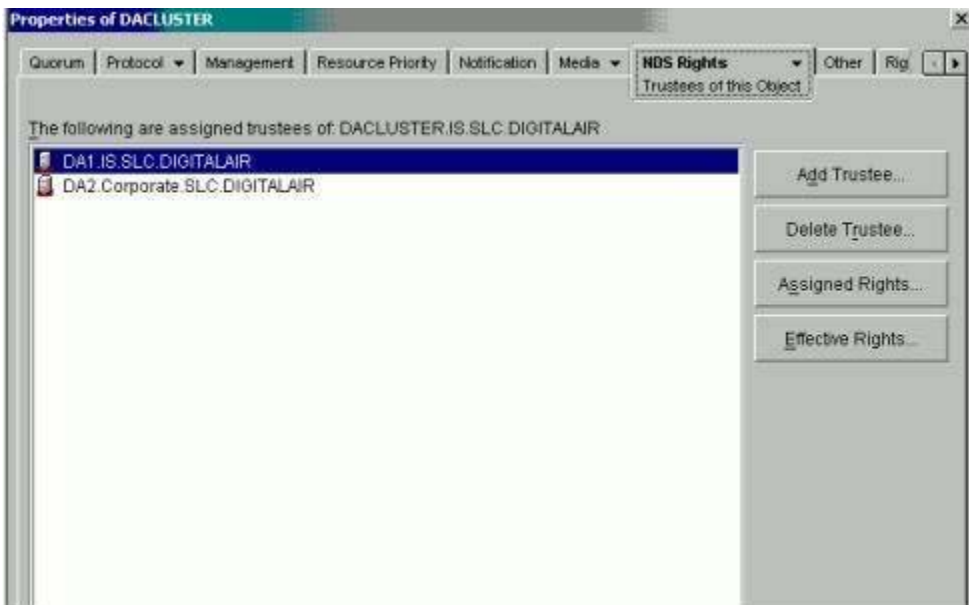 Properties of DACLUSTER
Quorum Protocol Management Resource Priority Notification Media NDS Rights Other Rig
Trustees of this Object
The following are assigned trustees of: DACLUSTER.IS.SLC.DIGITALAIR
DA1.IS.SLC.DIGITALAIR
DA2.Corporate.SLC.DIGITALAIR
Add Trustee...
Delete Trustee...
Assigned Rights...
Effective Rights...